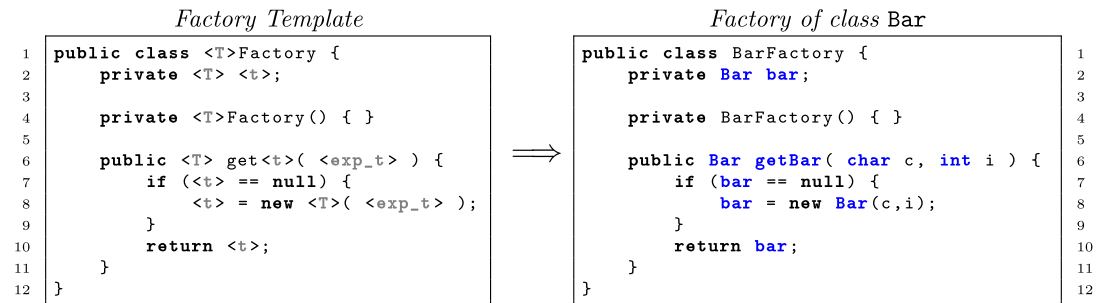 Factory Template
1 public class <T>Factory {
2 private <T> <t>;
3
4 private <T>Factory() { }
5
6 public <T> get<t>( <exp_t> ) {
7 if (<t> == null) {
8 <t> = new <T>( <exp_t> );
9 }
10 return <t>;
11 }
12 }
⟹
Factory of class Bar
public class BarFactory { 1
private Bar bar; 2
3
private BarFactory() { } 4
5
public Bar getBar( char c, int i ) { 6
if (bar == null) { 7
bar = new Bar(c,i); 8
} 9
return bar; 10
} 11
} 12